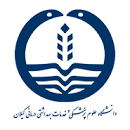 دانشگاه علوم پزشکی و خدمات بهداشتی درمانی گیلان